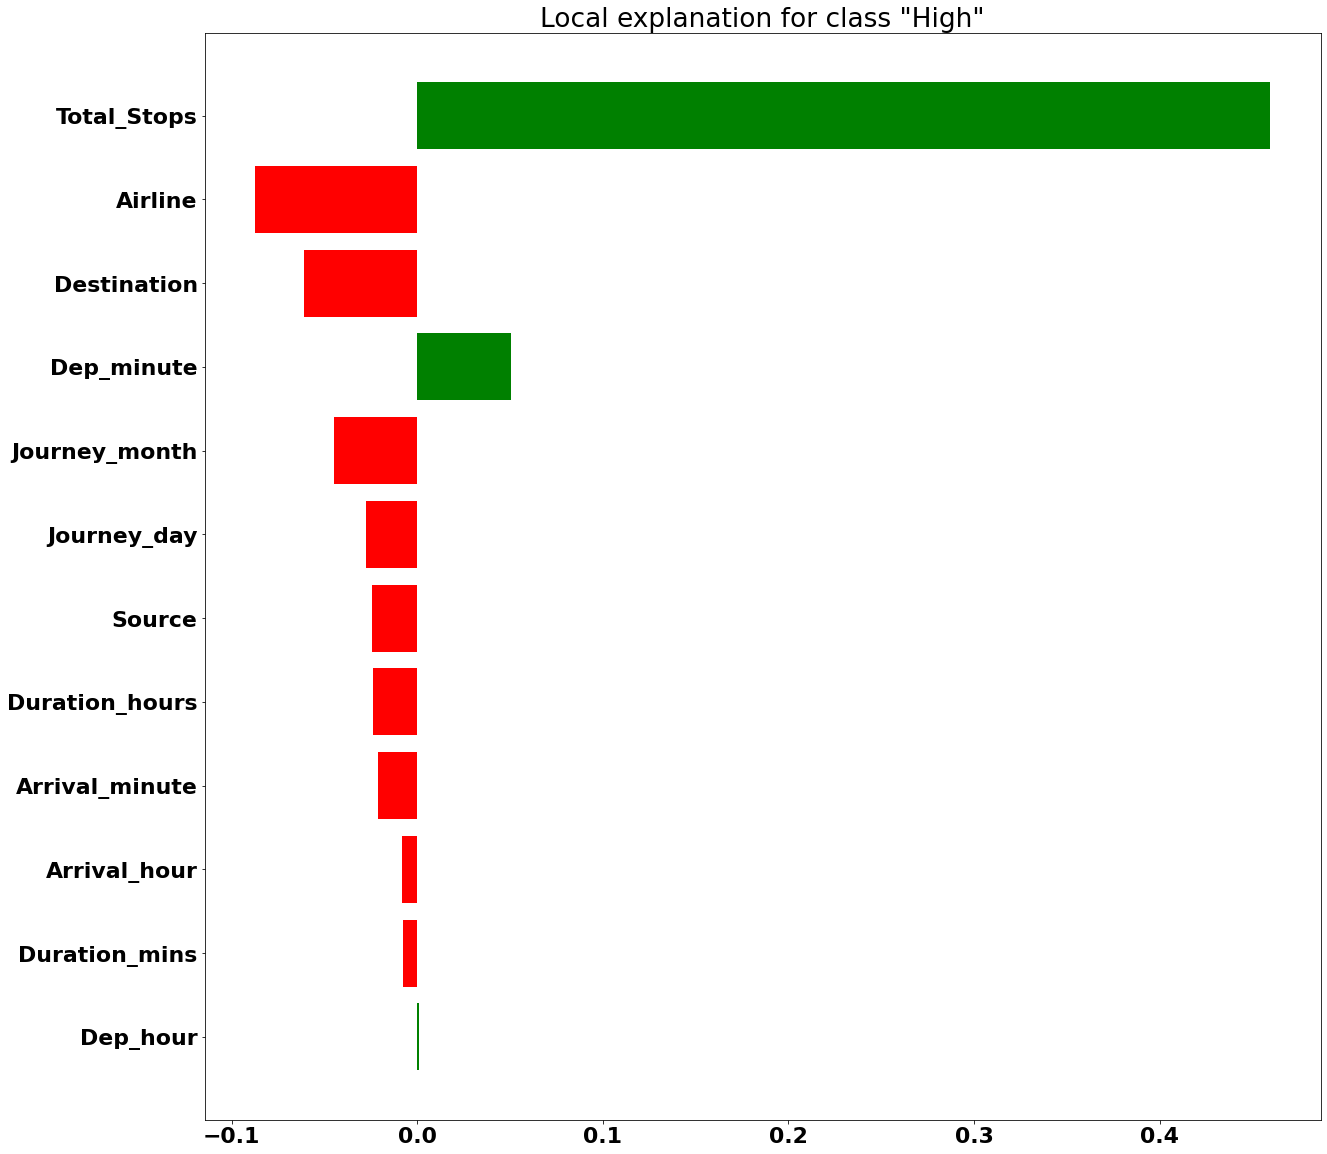 Local explanation for class "High"
Total_Stops
Airline
Destination
Dep_minute
Journey_month
Journey_day
Source
Duration_hours
Arrival_minute
Arrival_hour
Duration_mins
Dep_hour
−0.1 0.0 0.1 0.2 0.3 0.4